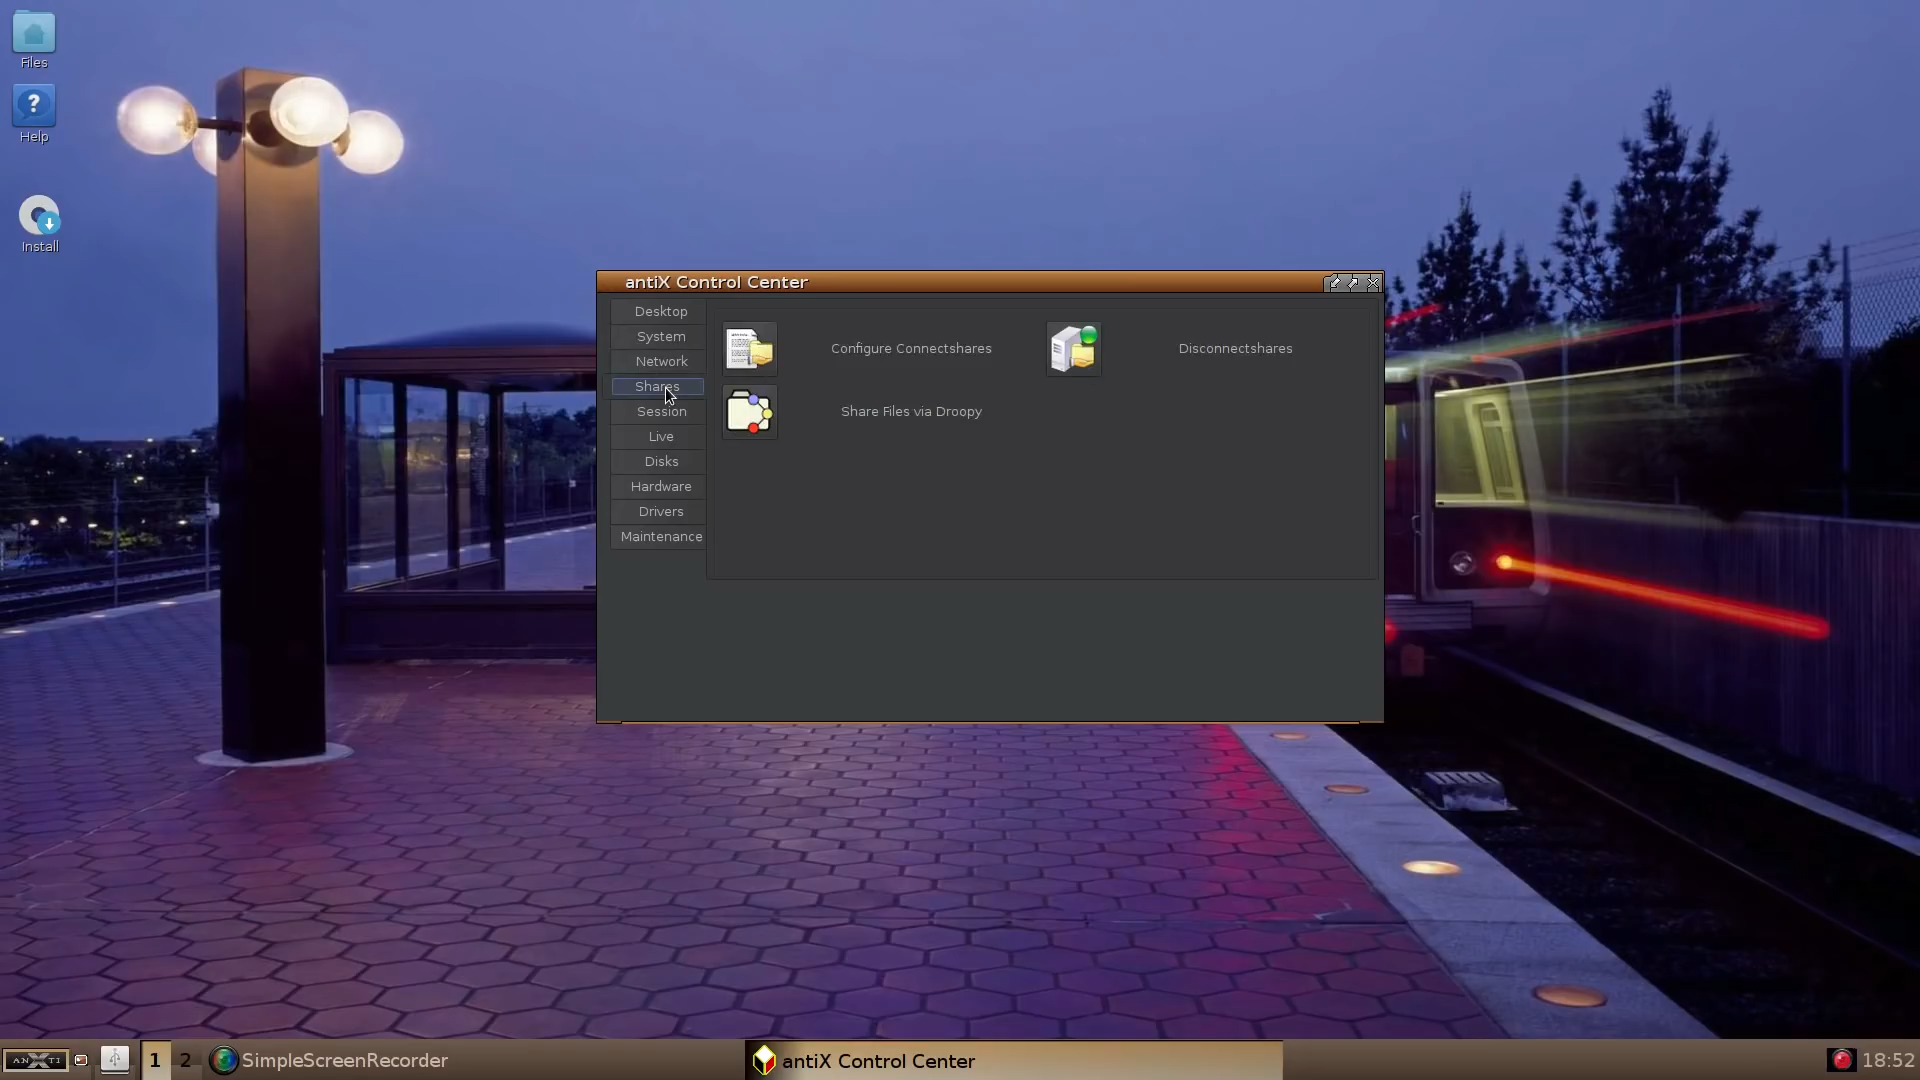 Files
Help
Install
antiX Control Center
Desktop
System
Network
Shares
Session
Live
Disks
Hardware
Drivers
Maintenance
Configure Connectshares
Disconnectshares
Share Files via Droopy
ANXTI
1
2
SimpleScreenRecorder
antiX Control Center
18:52